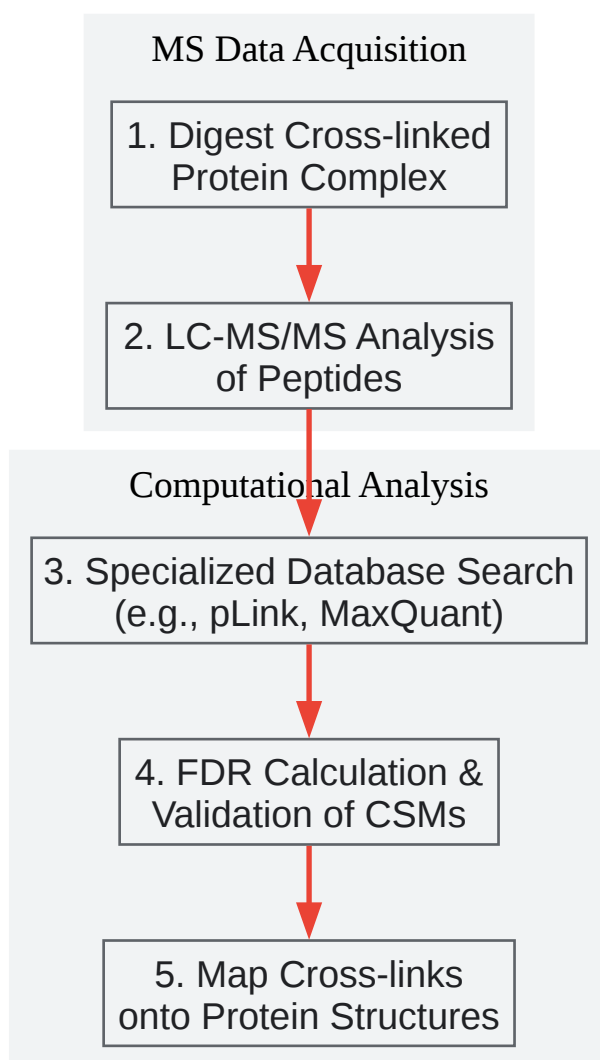 MS Data Acquisition
1. Digest Cross-linked
Protein Complex
2. LC-MS/MS Analysis
of Peptides
Computational Analysis
3. Specialized Database Search
(e.g., pLink, MaxQuant)
4. FDR Calculation &
Validation of CSMs
5. Map Cross-links
onto Protein Structures